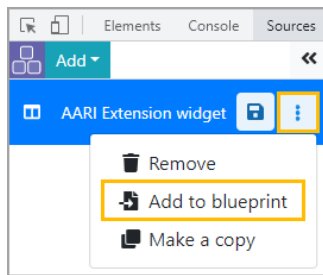 Elements Console Sources
Add
AARI Extension widget
Remove
Add to blueprint
Make a copy